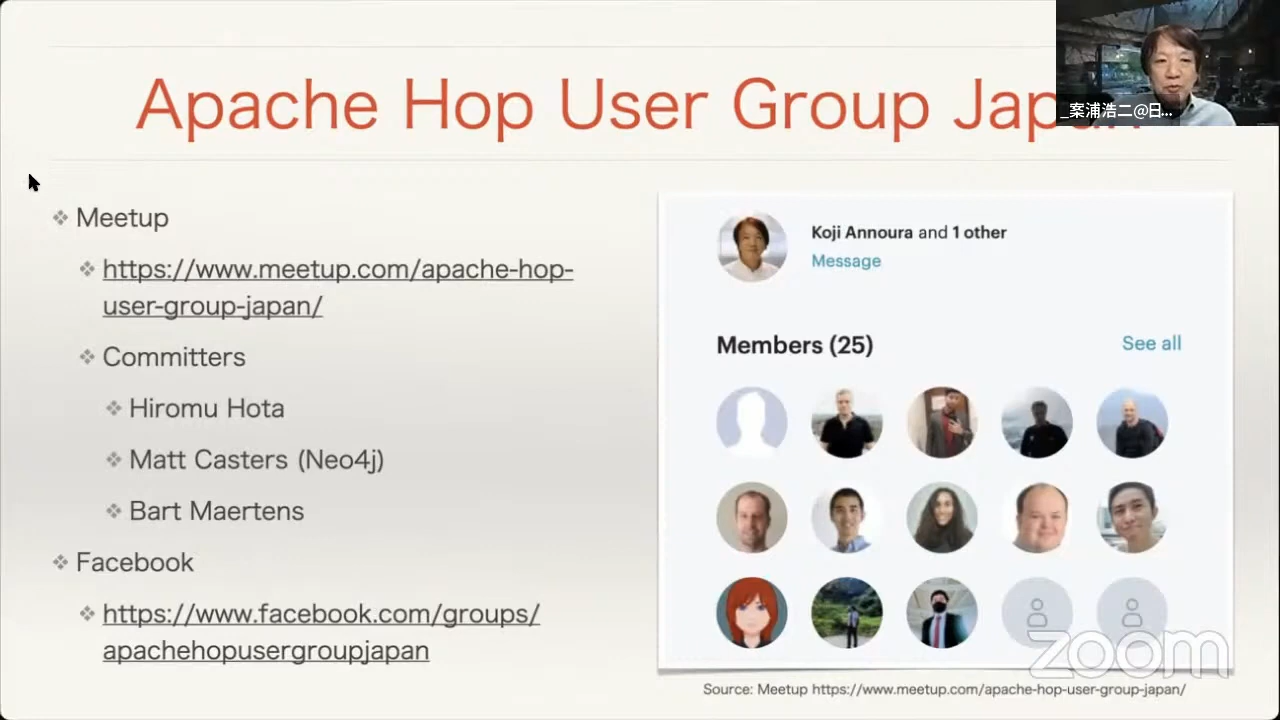 Apache Hop User Group Japan
_案浦浩二@日...
Meetup
https://www.meetup.com/apache-hop-
user-group-japan/
Committers
Hiromu Hota
Matt Casters (Neo4j)
Bart Maertens
Facebook
https://www.facebook.com/groups/
apachehopusergroupjapan
Koji Annoura and 1 other
Message
Members (25)
See all
zoom
Source: Meetup https://www.meetup.com/apache-hop-user-group-japan/